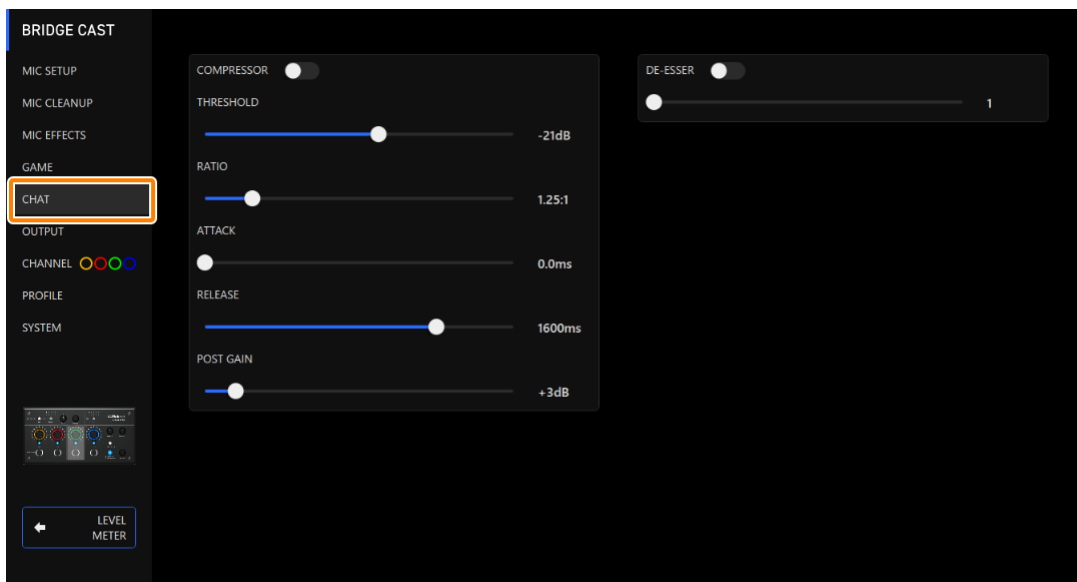 BRIDGE CAST
MIC SETUP
MIC CLEANUP
MIC EFFECTS
GAME
CHAT
OUTPUT
CHANNEL
PROFILE
SYSTEM
LEVEL
METER
COMPRESSOR
THRESHOLD
-21dB
RATIO
1.25:1
ATTACK
0.0ms
RELEASE
1600ms
POST GAIN
+3dB
DE-ESSER
1